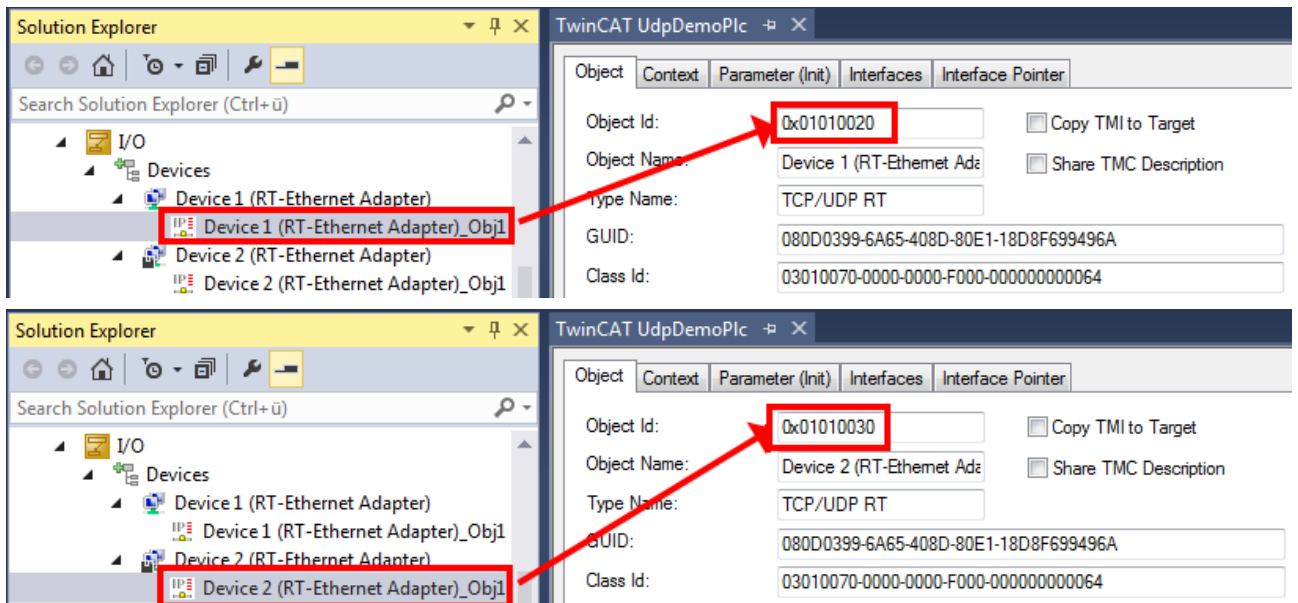 Solution Explorer
Search Solution Explorer (Ctrl+ü)
I/O
Devices
Device 1 (RT-Ethernet Adapter)
IP Device 1 (RT-Ethernet Adapter)_Obj1
Device 2 (RT-Ethernet Adapter)
IP Device 2 (RT-Ethernet Adapter)_Obj1
TwinCAT UdpDemoPlc
Object Context Parameter (Init) Interfaces Interface Pointer
Object Id: 0x01010020 Copy TMI to Target
Object Name: Device 1 (RT-Ethernet Ada Share TMC Description
Type Name: TCP/UDP RT
GUID: 080D0399-6A65-408D-80E1-18D8F699496A
Class Id: 03010070-0000-0000-F000-000000000064
Solution Explorer
Search Solution Explorer (Ctrl+ü)
I/O
Devices
Device 1 (RT-Ethernet Adapter)
IP Device 1 (RT-Ethernet Adapter)_Obj1
Device 2 (RT-Ethernet Adapter)
IP Device 2 (RT-Ethernet Adapter)_Obj1
TwinCAT UdpDemoPlc
Object Context Parameter (Init) Interfaces Interface Pointer
Object Id: 0x01010030 Copy TMI to Target
Object Name: Device 2 (RT-Ethernet Ada Share TMC Description
Type Name: TCP/UDP RT
GUID: 080D0399-6A65-408D-80E1-18D8F699496A
Class Id: 03010070-0000-0000-F000-000000000064